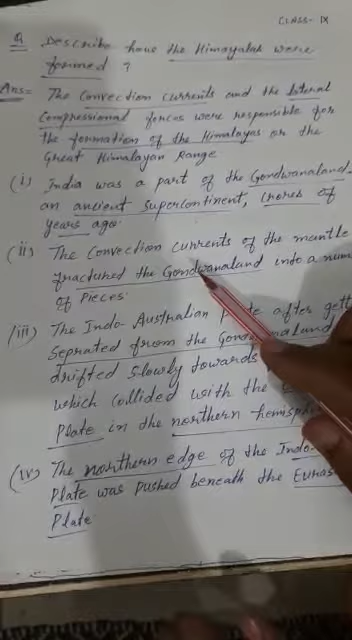 CLASS- IX
Q Describe how the Himayalas were
formed ?
Ans= The Convection currents and the lateral
Compressional forces were responsible for
the formation of the Himalayas or the
Great Himalayan Range
(i) India was a part of the Gondwanaland-
an ancient supercontinent, crores of
years ago.
(ii) The Convection currents of the mantle
fractured the Gondwanaland into a num
of Pieces.
(iii) The Indo-Australian after gett
Seprated from the
drifted slowly towards
which collided with the
Plate in the northern hemisph
(iv) The northern edge of the Indo-
Plate was pushed beneath the Euras
Plate.